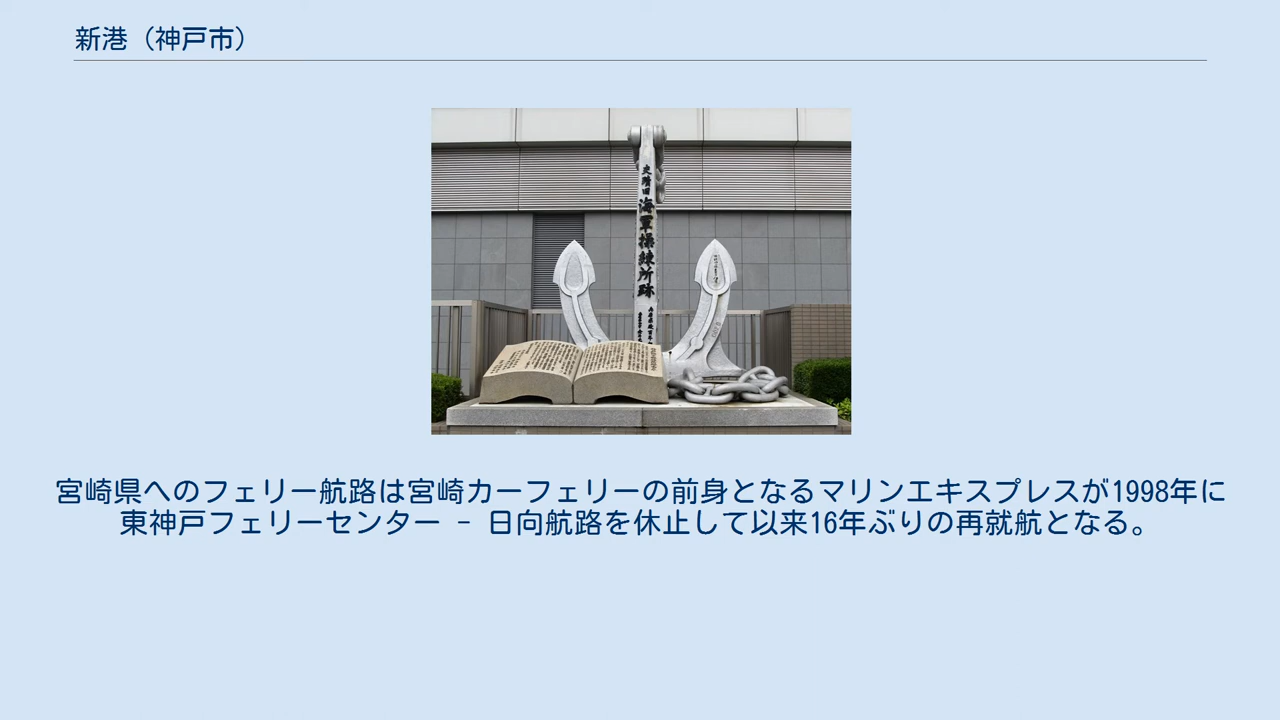 新港（神戸市）
史蹟旧海軍操練所跡
宮崎県へのフェリー航路は宮崎カーフェリーの前身となるマリンエキスプレスが1998年に
東神戸フェリーセンター － 日向航路を休止して以来16年ぶりの再就航となる。